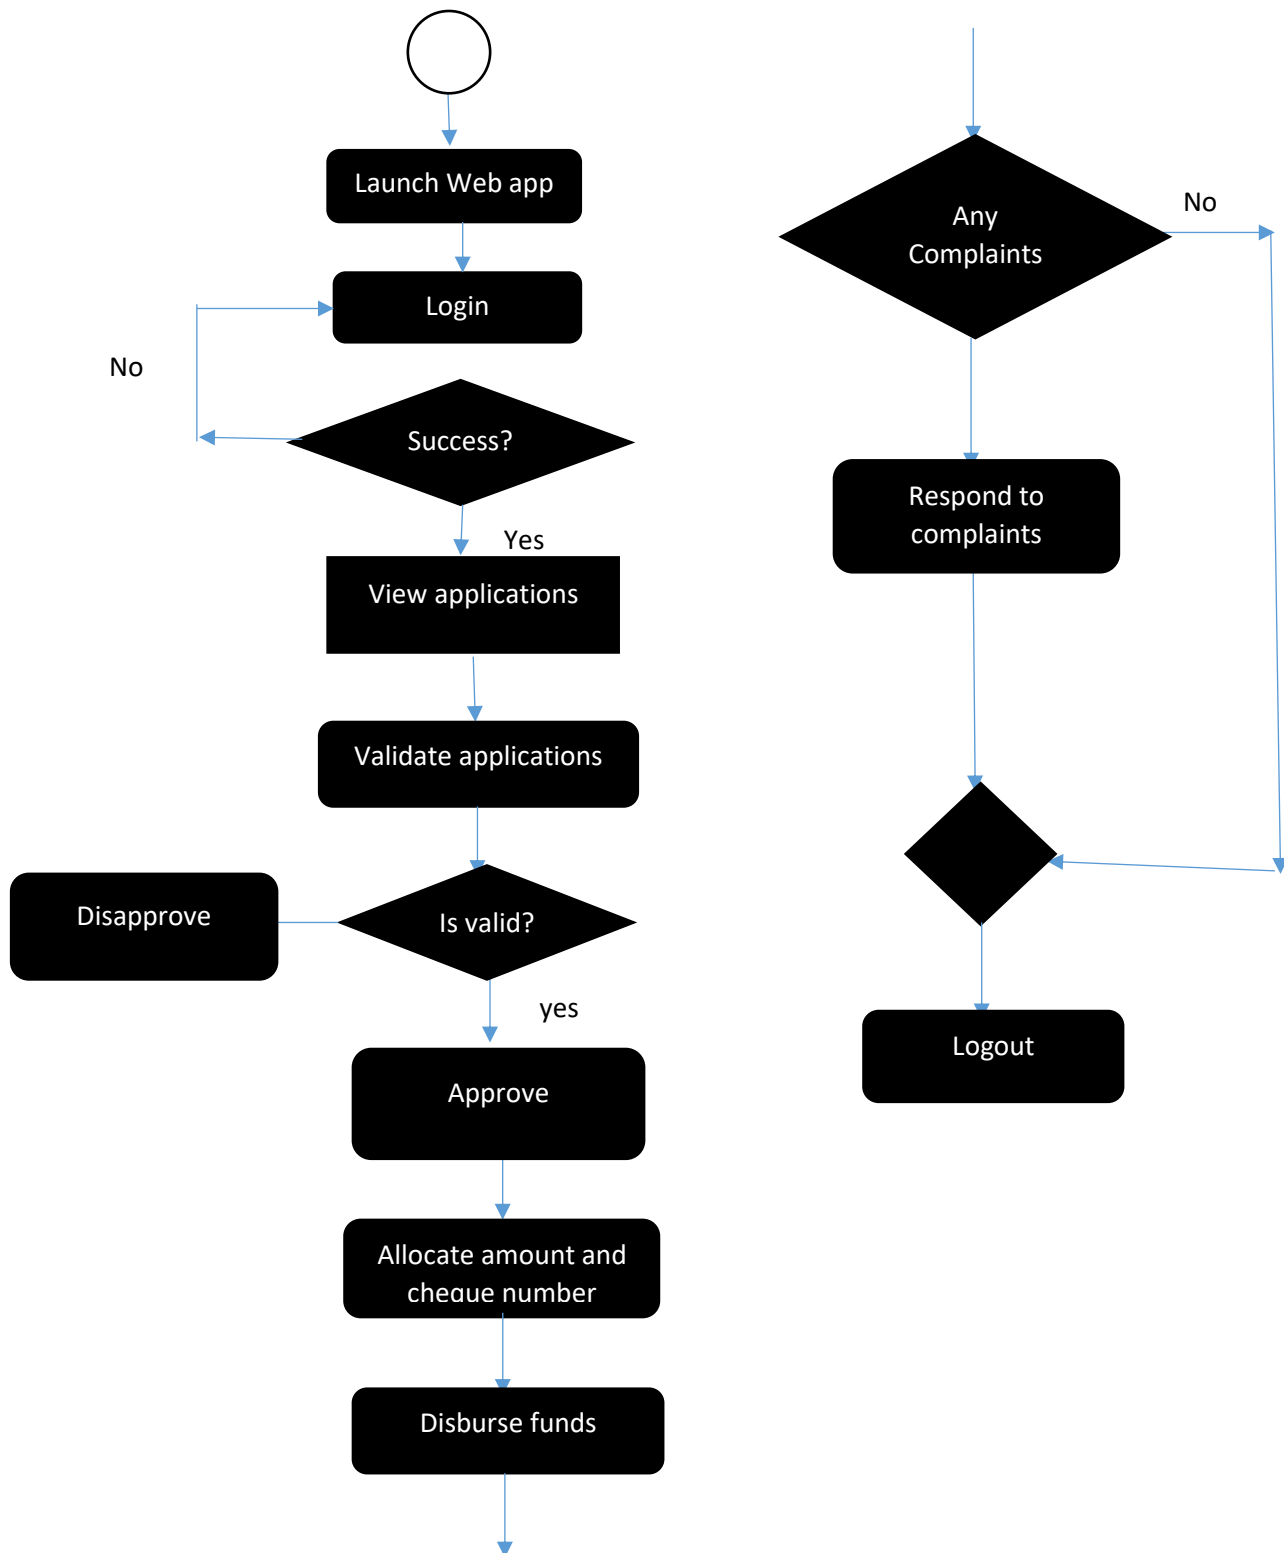 Launch Web app
Login
No
Success?
Yes
View applications
Validate applications
Disapprove
Is valid?
yes
Approve
Allocate amount and
cheque number
Disburse funds
Any
Complaints
No
Respond to
complaints
Logout